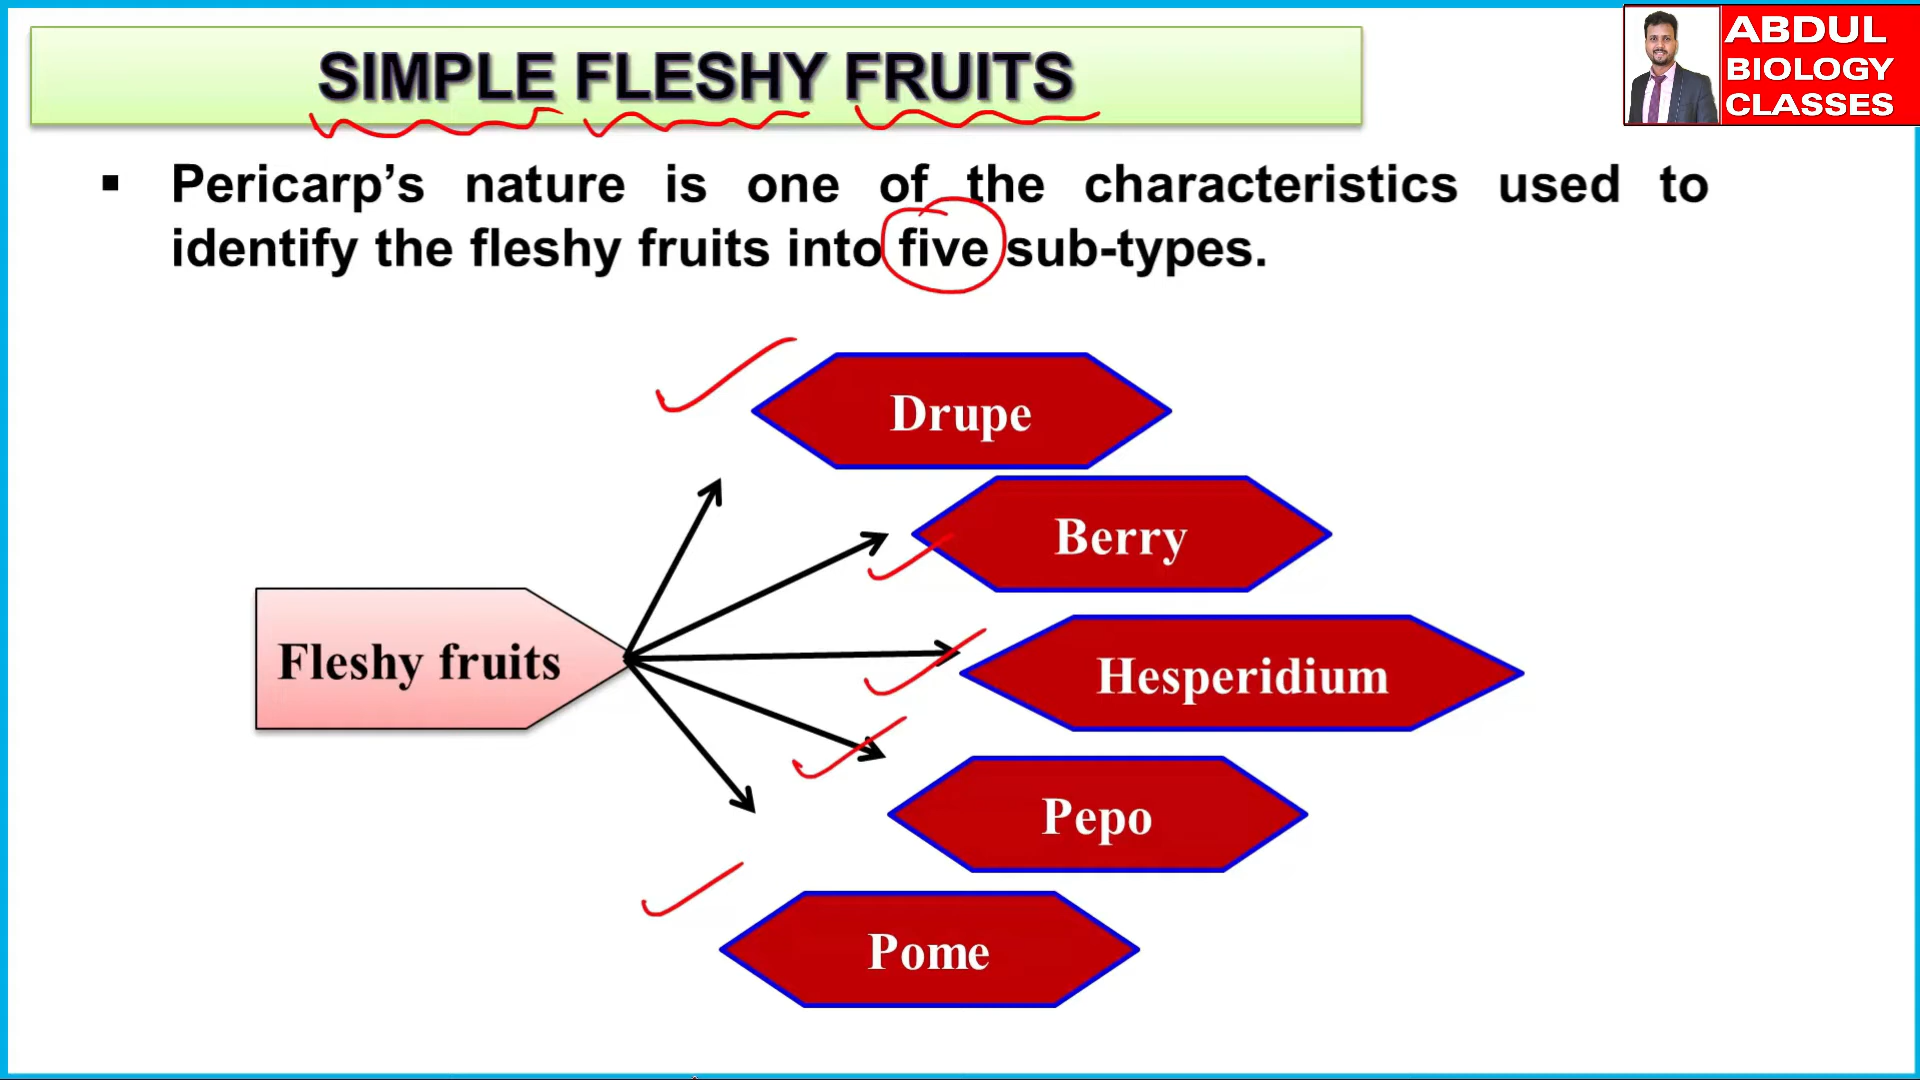 SIMPLE FLESHY FRUITS
ABDUL
BIOLOGY
CLASSES
▪ Pericarp’s nature is one of the characteristics used to
identify the fleshy fruits into five sub-types.
Drupe
Berry
Fleshy fruits
Hesperidium
Pepo
Pome